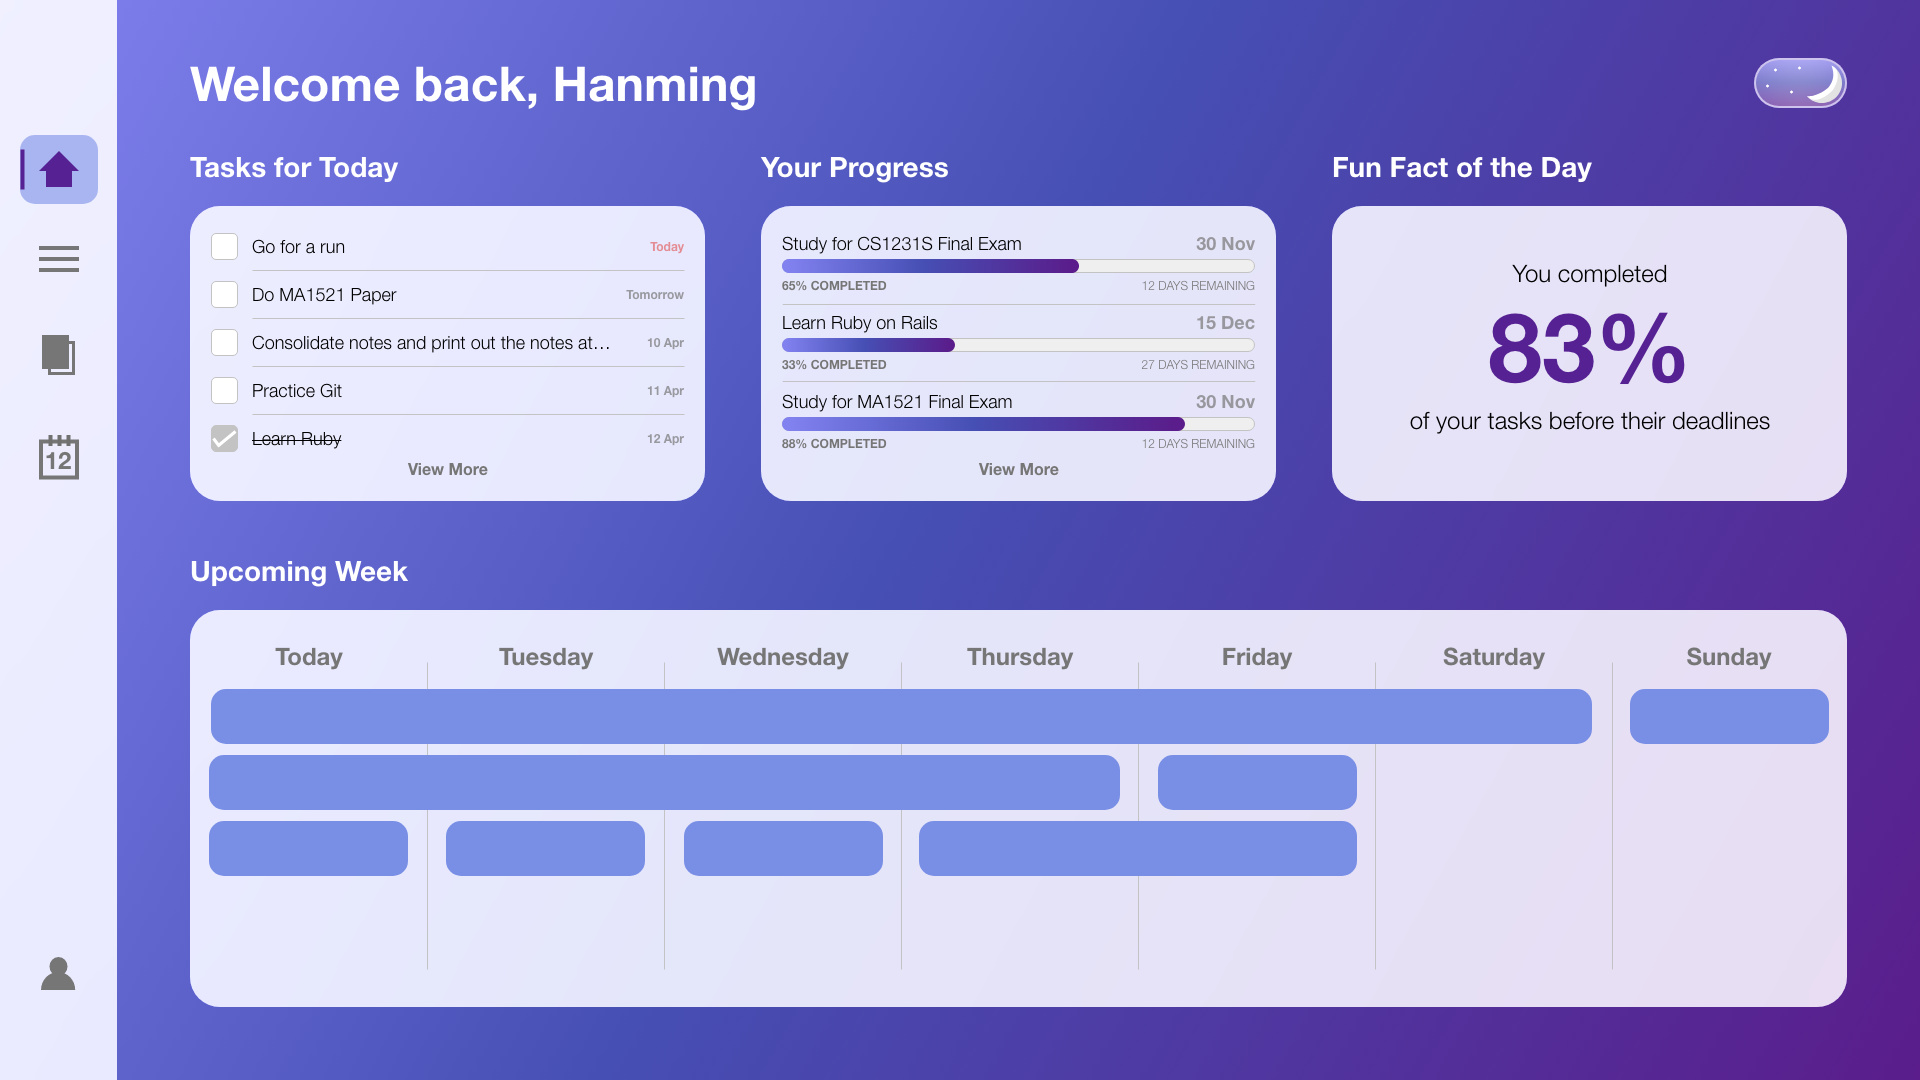 Welcome back, Hanming
Tasks for Today
Go for a run Today
Do MA1521 Paper Tomorrow
Consolidate notes and print out the notes at... 10 Apr
Practice Git 11 Apr
Learn Ruby 12 Apr
View More
Your Progress
Study for CS1231S Final Exam 30 Nov
65% COMPLETED 12 DAYS REMAINING
Learn Ruby on Rails 15 Dec
33% COMPLETED 27 DAYS REMAINING
Study for MA1521 Final Exam 30 Nov
88% COMPLETED 12 DAYS REMAINING
View More
Fun Fact of the Day
You completed
83%
of your tasks before their deadlines
12
Upcoming Week
Today Tuesday Wednesday Thursday Friday Saturday Sunday